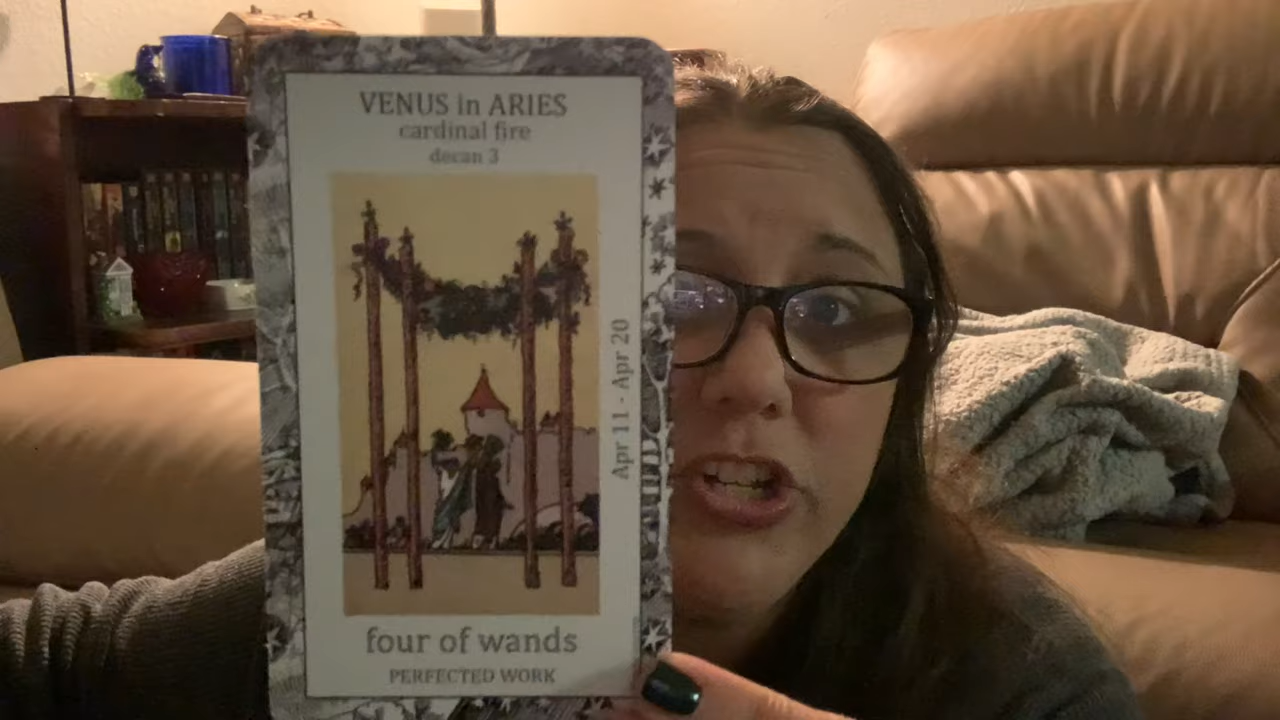 VENUS in ARIES
cardinal fire
decan 3
Apr 11 - Apr 20
four of wands
PERFECTED WORK